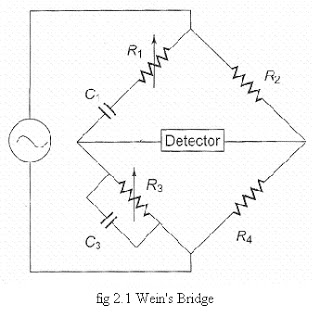 R1
R2
C1
Detector
R3
C3
R4
fig 2.1 Wein's Bridge